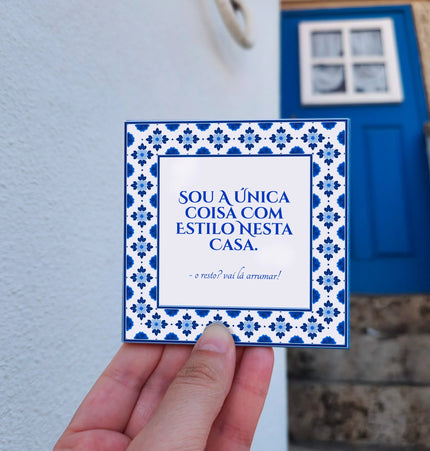 SOU A ÚNICA
COISA COM
ESTILO NESTA
CASA.
- o resto? vai lá arrumar!